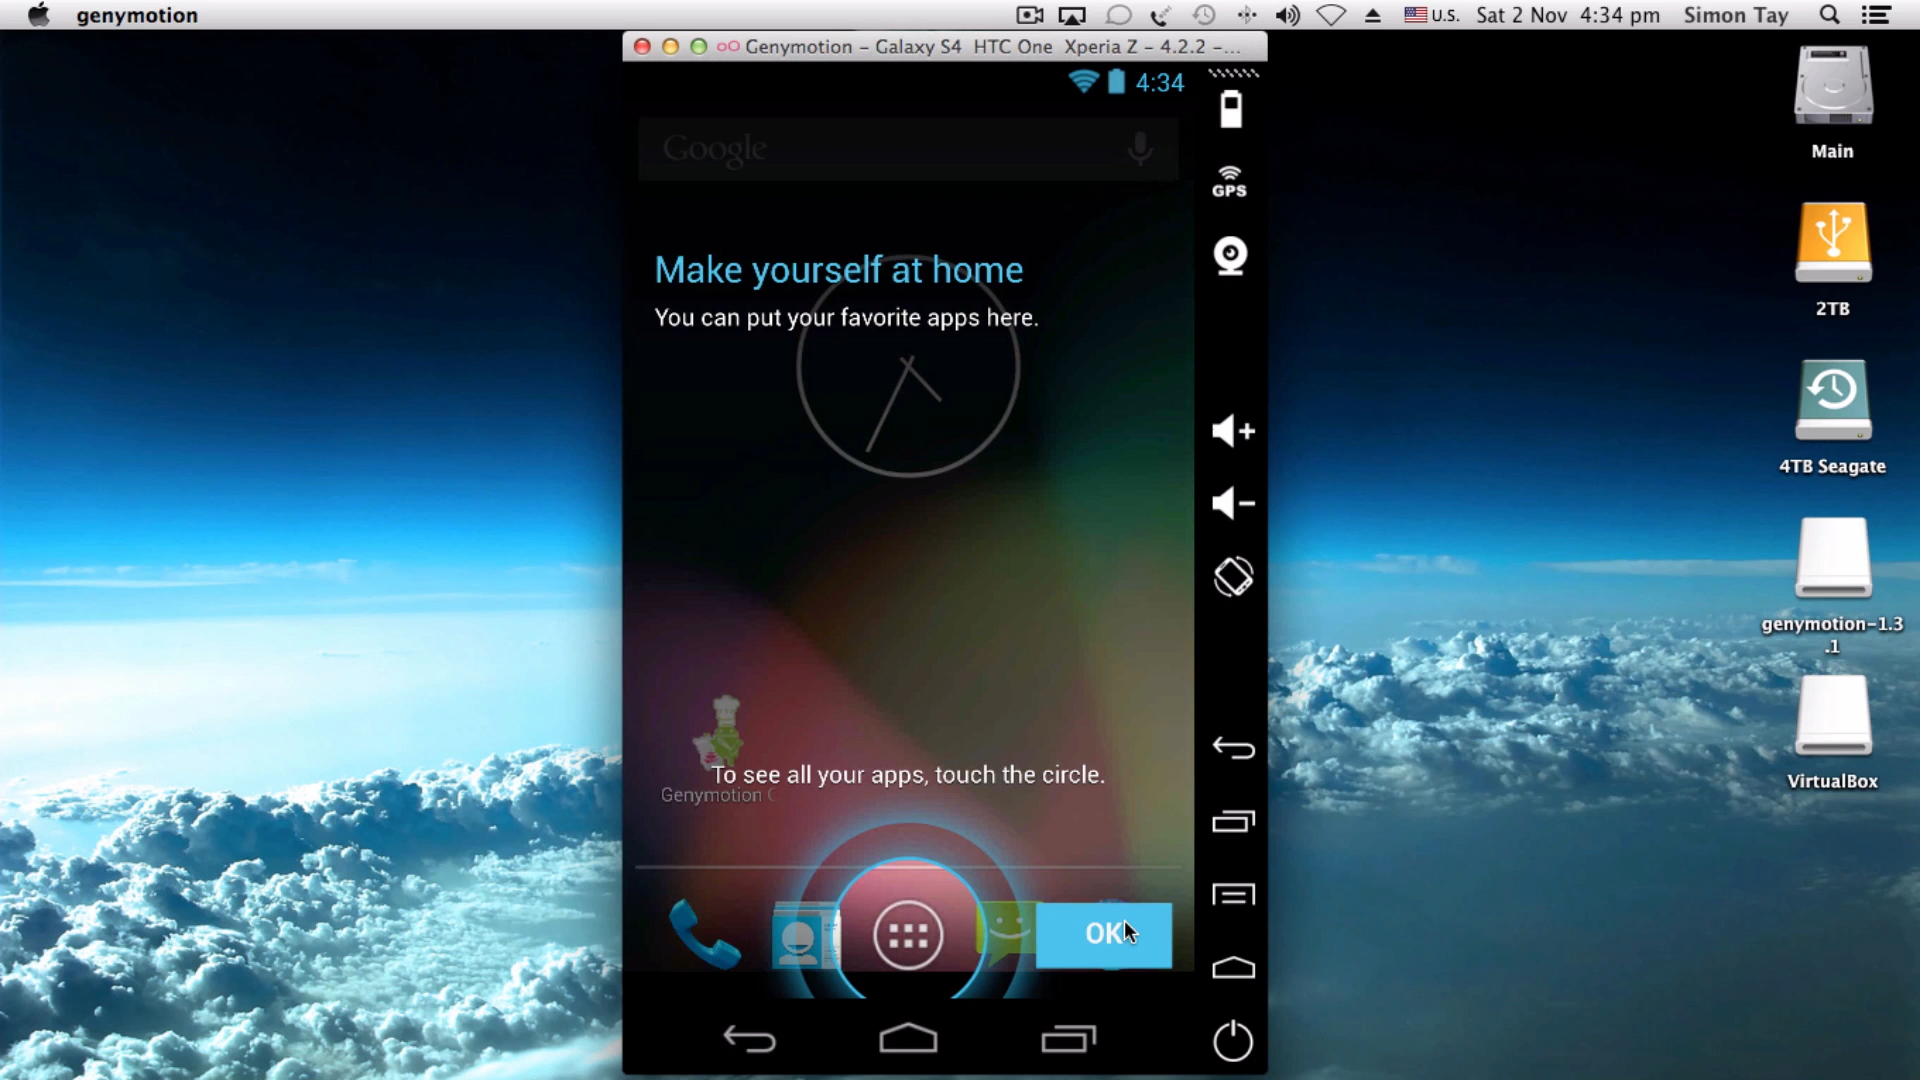 genymotion
U.S. Sat 2 Nov 4:34 pm Simon Tay
Genymotion – Galaxy S4 HTC One Xperia Z – 4.2.2 –...
4:34
Google
GPS
Make yourself at home
You can put your favorite apps here.
To see all your apps, touch the circle.
Genymotion C
OK
Main
2TB
4TB Seagate
genymotion-1.3
.1
VirtualBox